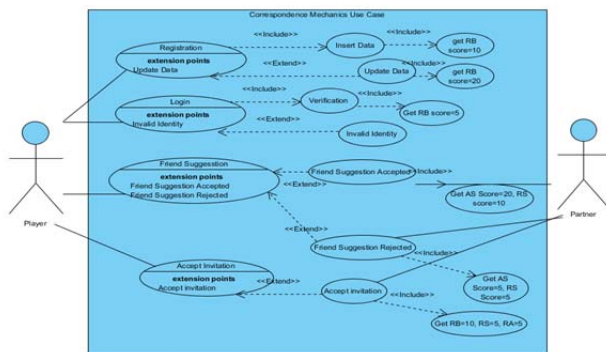 Correspondence Mechanics Use Case
Registration
extension points
Update Data
<<Include>>
Insert Data
<<Include>>
get RB
score=10
<<Extend>>
Update Data
<<Include>>
get RB
score=20
Login
extension points
Invalid Identity
<<Include>>
Verification
<<Include>>
Get RB score=5
<<Extend>>
Invalid Identity
Friend Suggesstion
extension points
Friend Suggestion Accepted
Friend Suggestion Rejected
Friend Suggestion Accepted
<<Include>>
<<Extend>>
Get AS Score=20, RS
score=10
Player
Partner
<<Extend>>
Friend Suggestion Rejected
<<Include>>
Get AS
Score=5, RS
Score=5
Accept Invitation
extension points
Accept invitation
<<Extend>>
Accept invitation
<<Include>>
Get RB=10, RS=5, RA=5